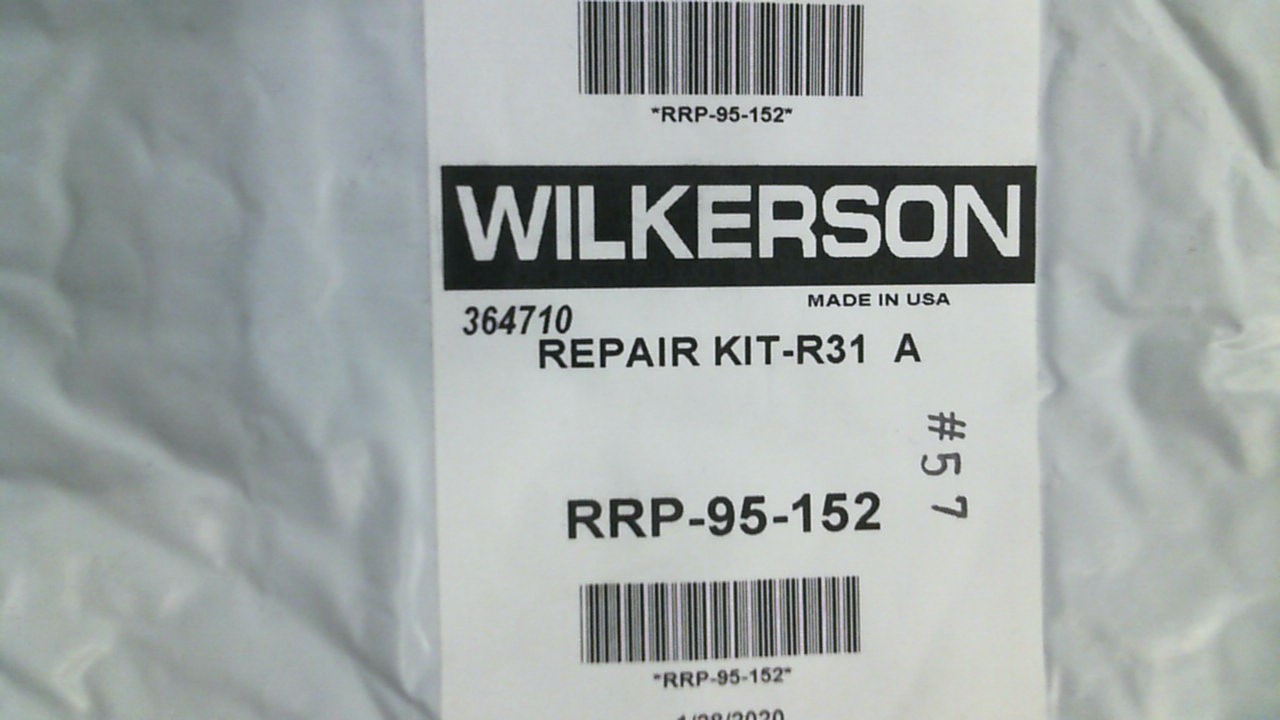 *RRP-95-152*
WILKERSON
MADE IN USA
364710
REPAIR KIT-R31 A
#57
RRP-95-152
*RRP-95-152*